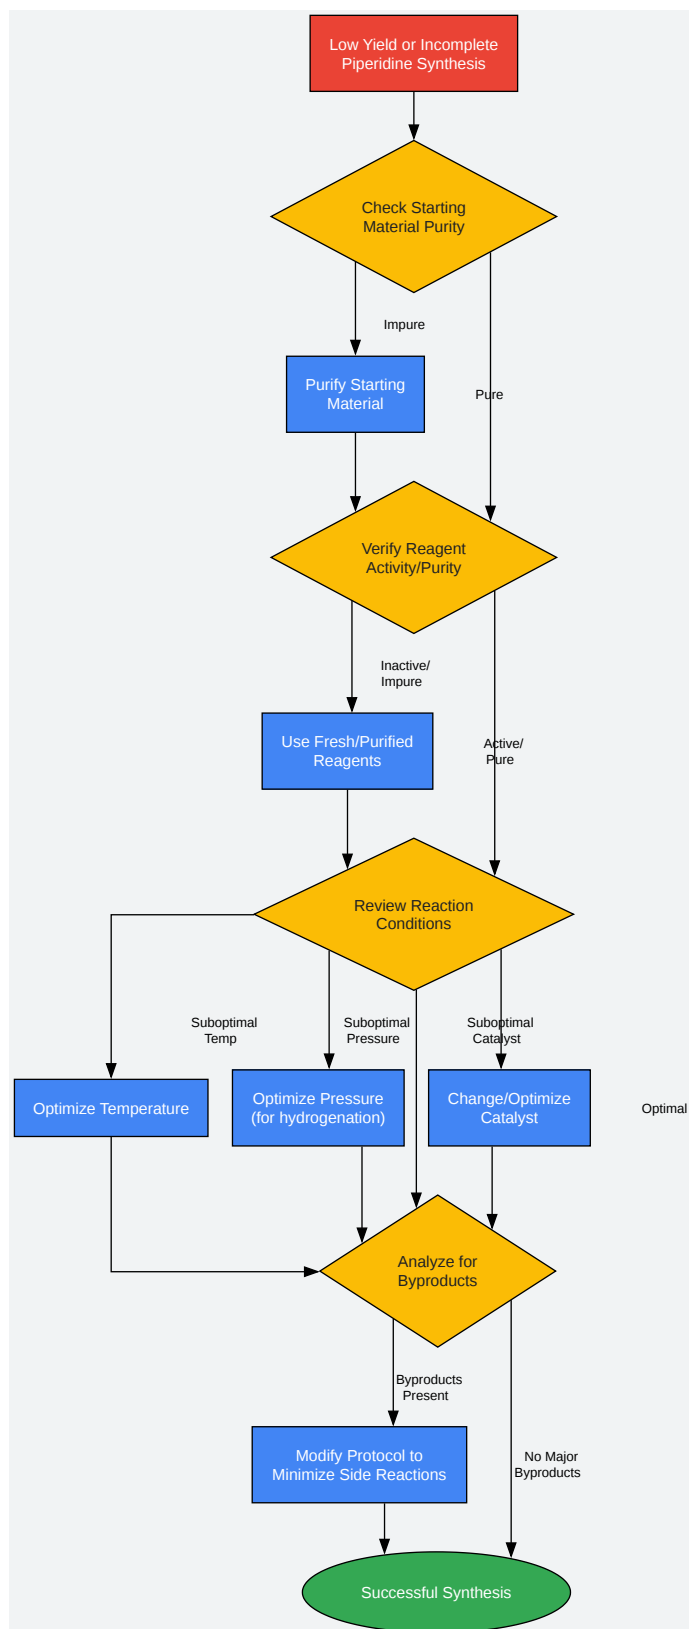 Low Yield or Incomplete
Piperidine Synthesis
Check Starting
Material Purity
Impure
Purify Starting
Material
Pure
Verify Reagent
Activity/Purity
Inactive/
Impure
Use Fresh/Purified
Reagents
Active/
Pure
Review Reaction
Conditions
Suboptimal
Temp
Suboptimal
Pressure
Suboptimal
Catalyst
Optimize Temperature
Optimize Pressure
(for hydrogenation)
Change/Optimize
Catalyst
Optimal
Analyze for
Byproducts
Byproducts
Present
Modify Protocol to
Minimize Side Reactions
No Major
Byproducts
Successful Synthesis